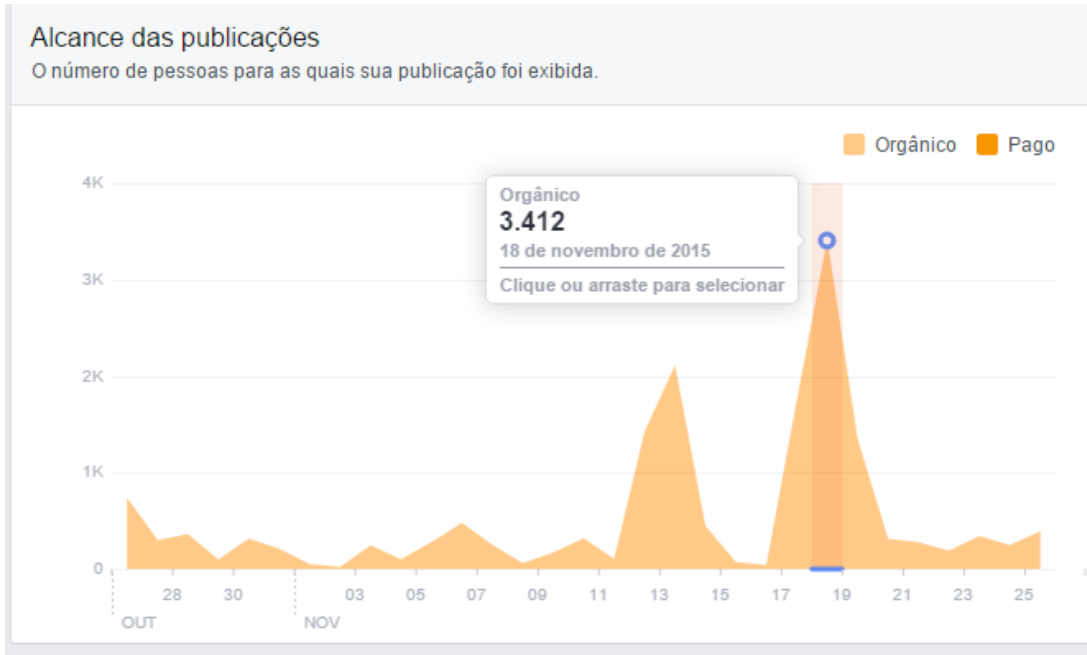 Alcance das publicações
O número de pessoas para as quais sua publicação foi exibida.
Orgânico Pago
4K
Orgânico
3.412
18 de novembro de 2015
Clique ou arraste para selecionar
3K
2K
1K
0
28 30 03 05 07 09 11 13 15 17 19 21 23 25
OUT NOV